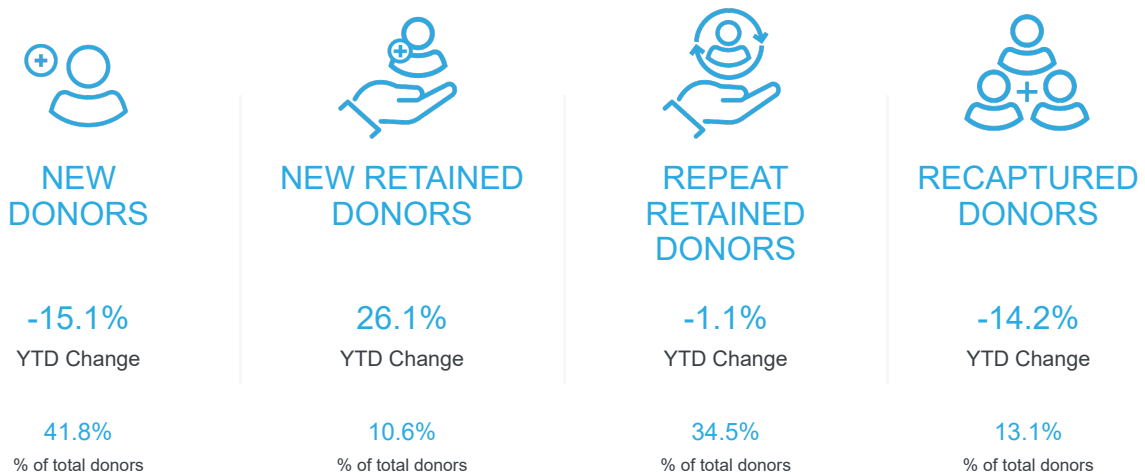 NEW
DONORS
-15.1%
YTD Change
41.8%
% of total donors
NEW RETAINED
DONORS
26.1%
YTD Change
10.6%
% of total donors
REPEAT
RETAINED
DONORS
-1.1%
YTD Change
34.5%
% of total donors
RECAPTURED
DONORS
-14.2%
YTD Change
13.1%
% of total donors